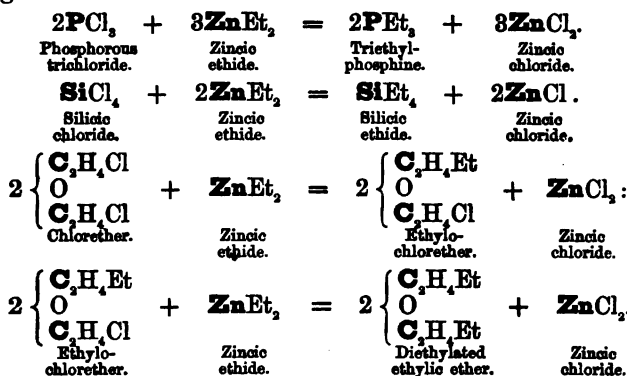 2PCl₃ + 3ZnEt₂ = 2PEt₃ + 3ZnCl₂.
Phosphorous Zincic Triethyl- Zincic
trichloride. ethide. phosphine. chloride.
SiCl₄ + 2ZnEt₂ = SiEt₄ + 2ZnCl .
Silicic Zincic Silicic Zincic
chloride. ethide. ethide. chloride.
C₂H₄Cl C₂H₄Et
2 { O + ZnEt₂ = 2 { O + ZnCl₂:
C₂H₄Cl C₂H₄Cl
Chlorether. Zincic Ethylo- Zincic
ethide. chlorether. chloride.
C₂H₄Et C₂H₄Et
2 { O + ZnEt₂ = 2 { O + ZnCl₂.
C₂H₄Cl C₂H₄Et
Ethylo- Zincic Diethylated Zincic
chlorether. ethide. ethylic ether. chloride.